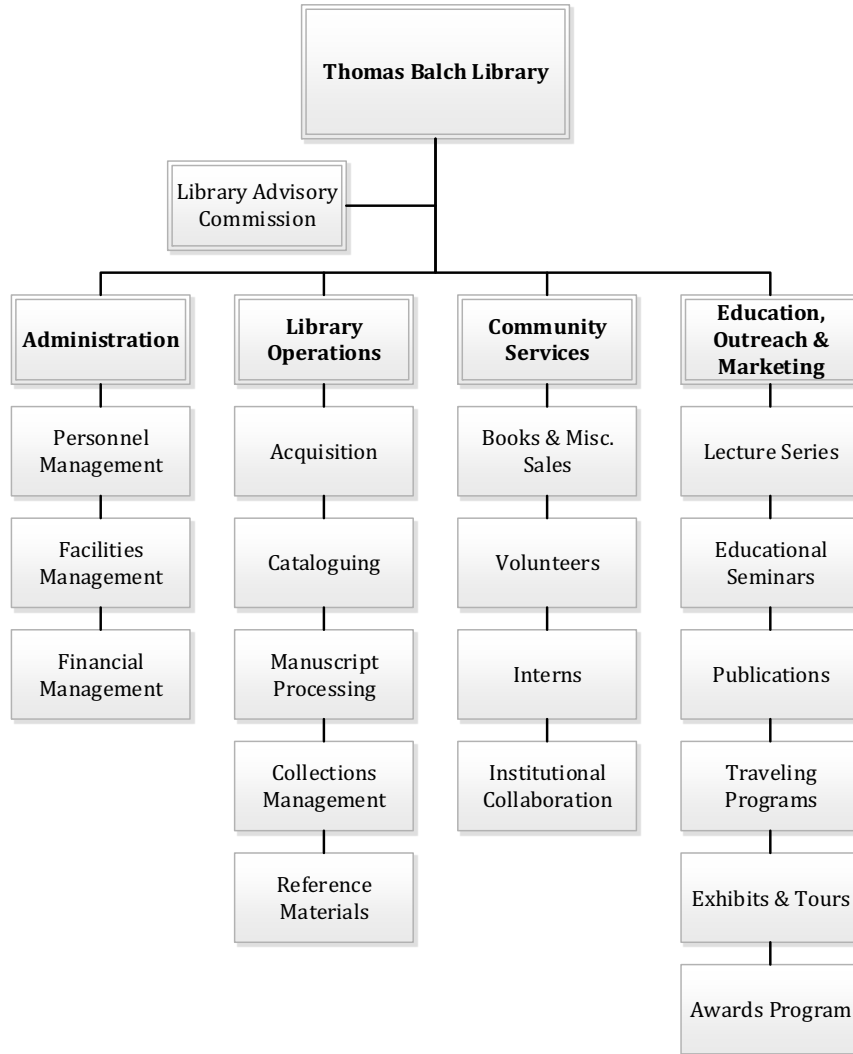 Thomas Balch Library
Library Advisory
Commission
Administration
Library
Operations
Community
Services
Education,
Outreach &
Marketing
Personnel
Management
Acquisition
Books & Misc.
Sales
Lecture Series
Facilities
Management
Cataloguing
Volunteers
Educational
Seminars
Financial
Management
Manuscript
Processing
Interns
Publications
Collections
Management
Institutional
Collaboration
Traveling
Programs
Reference
Materials
Exhibits & Tours
Awards Program